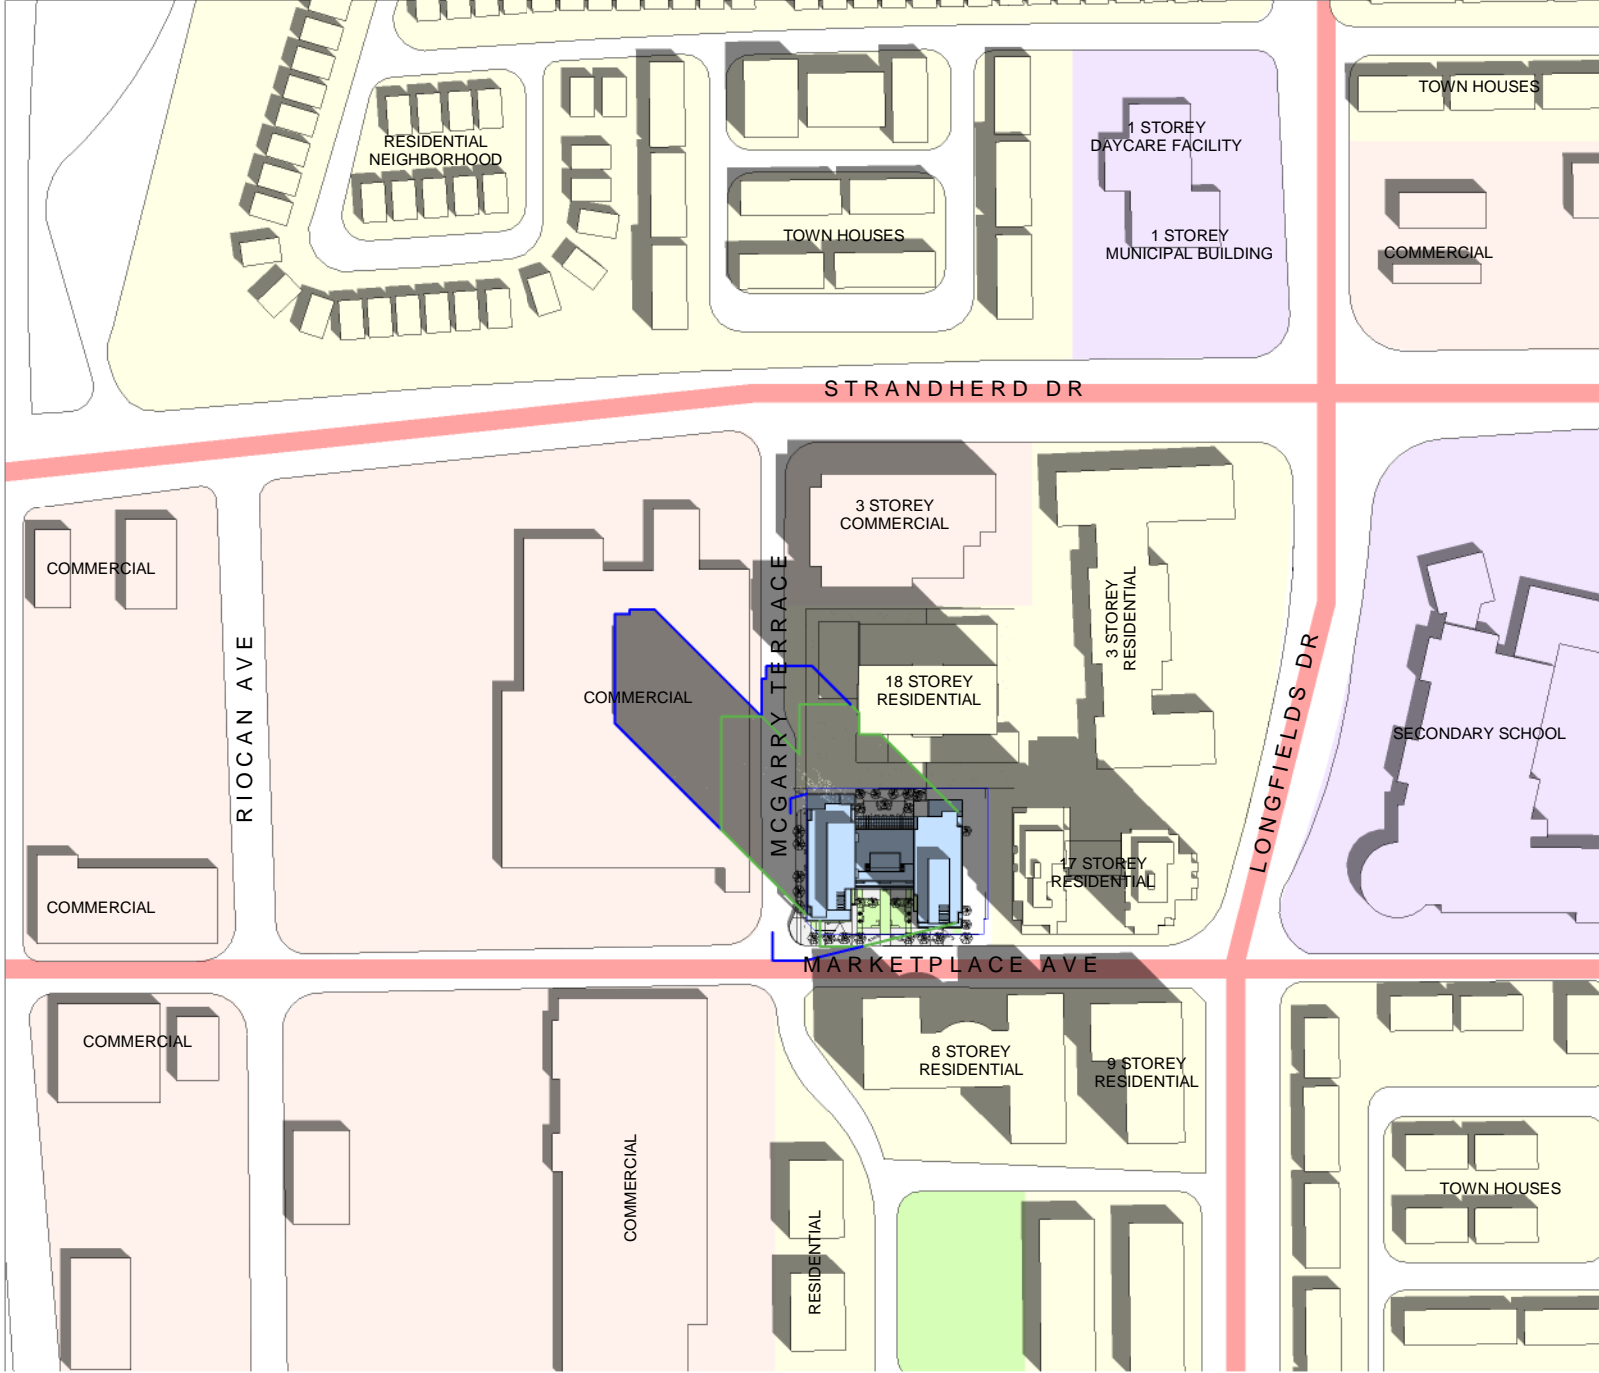 TOWN HOUSES
1 STOREY
DAYCARE FACILITY
RESIDENTIAL
NEIGHBORHOOD
TOWN HOUSES
1 STOREY
MUNICIPAL BUILDING
COMMERCIAL
STRANDHERD DR
3 STOREY
COMMERCIAL
COMMERCIAL
MCGARRY TERRACE
3 STOREY
RESIDENTIAL
RIOCAN AVE
COMMERCIAL
18 STOREY
RESIDENTIAL
LONGFIELDS DR
SECONDARY SCHOOL
17 STOREY
RESIDENTIAL
COMMERCIAL
MARKETPLACE AVE
COMMERCIAL
8 STOREY
RESIDENTIAL
9 STOREY
RESIDENTIAL
COMMERCIAL
TOWN HOUSES
RESIDENTIAL